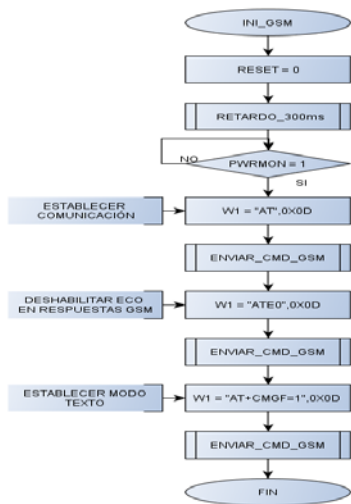 INI_GSM
RESET = 0
RETARDO_300ms
NO
PWRMON = 1
SI
ESTABLECER
COMUNICACIÓN
W1 = "AT",0X0D
ENVIAR_CMD_GSM
DESHABILITAR ECO
EN RESPUESTAS GSM
W1 = "ATE0",0X0D
ENVIAR_CMD_GSM
ESTABLECER MODO
TEXTO
W1 = "AT+CMGF=1",0X0D
ENVIAR_CMD_GSM
FIN